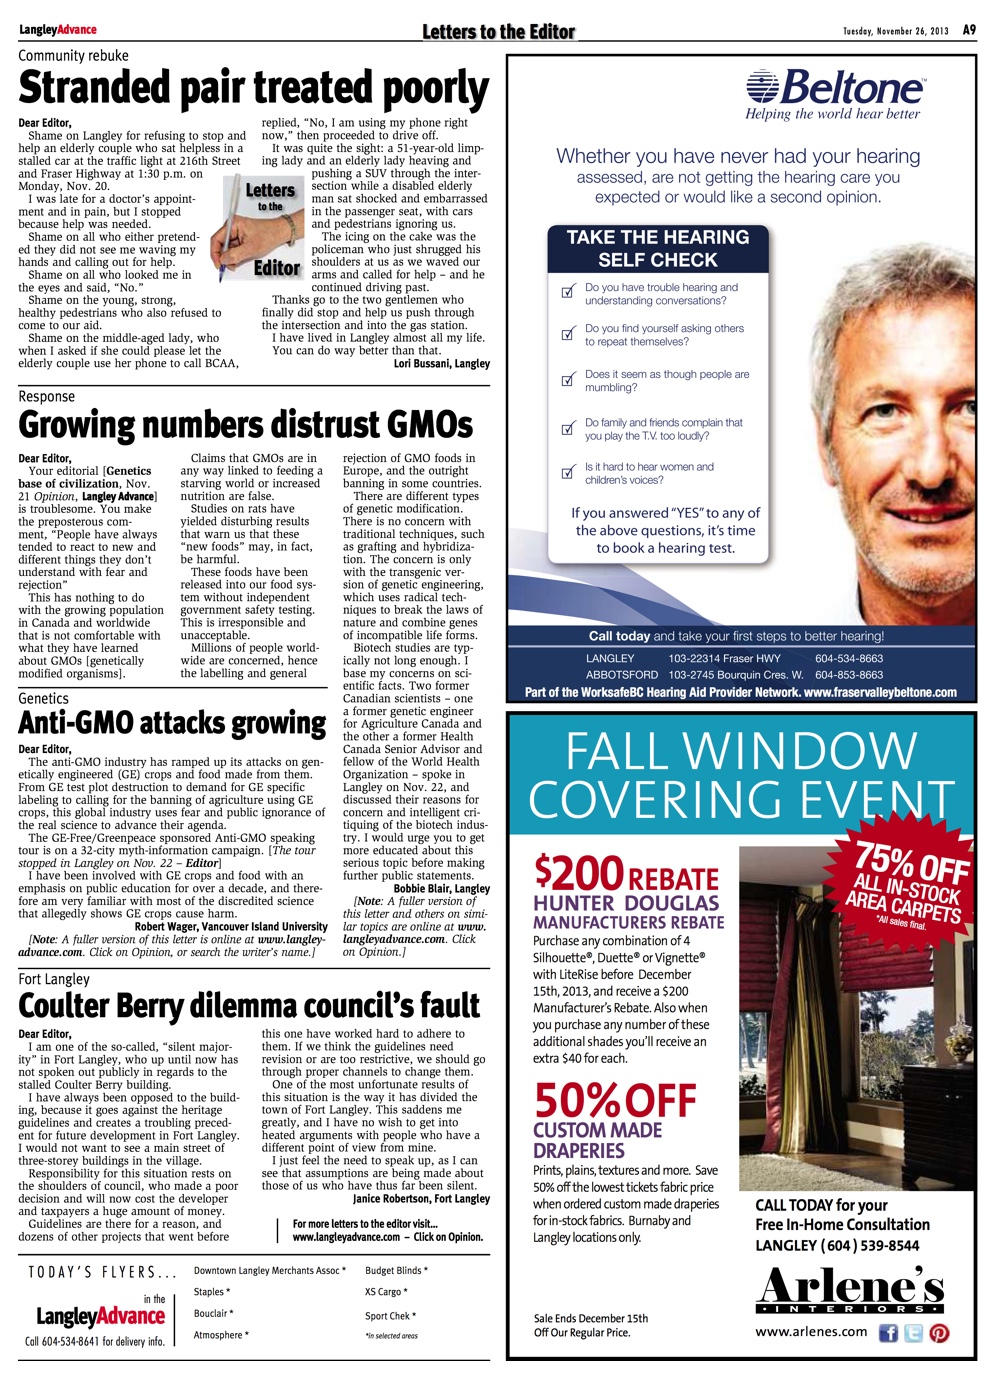 LangleyAdvance
Letters to the Editor
Tuesday, November 26, 2013 A9
Community rebuke
Stranded pair treated poorly
Dear Editor,
Shame on Langley for refusing to stop and
help an elderly couple who sat helpless in a
stalled car at the traffic light at 216th Street
and Fraser Highway at 1:30 p.m. on
Monday, Nov. 20.
I was late for a doctor's appoint-
ment and in pain, but I stopped
because help was needed.
Shame on all who either pretend-
ed they did not see me waving my
hands and calling out for help.
Shame on all who looked me in
the eyes and said, "No."
Shame on the young, strong,
healthy pedestrians who also refused to
come to our aid.
Shame on the middle-aged lady, who
when I asked if she could please let the
elderly couple use her phone to call BCAA,
Letters
to the
Editor
replied, "No, I am using my phone right
now," then proceeded to drive off.
It was quite the sight: a 51-year-old limp-
ing lady and an elderly lady heaving and
pushing a SUV through the inter-
section while a disabled elderly
man sat shocked and embarrassed
in the passenger seat, with cars
and pedestrians ignoring us.
The icing on the cake was the
policeman who just shrugged his
shoulders at us as we waved our
arms and called for help – and he
continued driving past.
Thanks go to the two gentlemen who
finally did stop and help us push through
the intersection and into the gas station.
I have lived in Langley almost all my life.
You can do way better than that.
Lori Bussani, Langley
Response
Growing numbers distrust GMOs
Dear Editor,
Your editorial [Genetics
base of civilization, Nov.
21 Opinion, Langley Advance]
is troublesome. You make
the preposterous com-
ment, "People have always
tended to react to new and
different things they don't
understand with fear and
rejection"
This has nothing to do
with the growing population
in Canada and worldwide
that is not comfortable with
what they have learned
about GMOs [genetically
modified organisms].
Claims that GMOs are in
any way linked to feeding a
starving world or increased
nutrition are false.
Studies on rats have
yielded disturbing results
that warn us that these
"new foods" may, in fact,
be harmful.
These foods have been
released into our food sys-
tem without independent
government safety testing.
This is irresponsible and
unacceptable.
Millions of people world-
wide are concerned, hence
the labelling and general
rejection of GMO foods in
Europe, and the outright
banning in some countries.
There are different types
of genetic modification.
There is no concern with
traditional techniques, such
as grafting and hybridiza-
tion. The concern is only
with the transgenic ver-
sion of genetic engineering,
which uses radical tech-
niques to break the laws of
nature and combine genes
of incompatible life forms.
Biotech studies are typ-
ically not long enough. I
base my concerns on sci-
entific facts. Two former
Canadian scientists – one
a former genetic engineer
for Agriculture Canada and
the other a former Health
Canada Senior Advisor and
fellow of the World Health
Organization – spoke in
Langley on Nov. 22, and
discussed their reasons for
concern and intelligent cri-
tiquing of the biotech indus-
try. I would urge you to get
more educated about this
serious topic before making
further public statements.
Bobbie Blair, Langley
[Note: A fuller version of
this letter and others on simi-
lar topics are online at www.
langleyadvance.com. Click
on Opinion.]
Genetics
Anti-GMO attacks growing
Dear Editor,
The anti-GMO industry has ramped up its attacks on gen-
etically engineered (GE) crops and food made from them.
From GE test plot destruction to demand for GE specific
labeling to calling for the banning of agriculture using GE
crops, this global industry uses fear and public ignorance of
the real science to advance their agenda.
The GE-Free/Greenpeace sponsored Anti-GMO speaking
tour is on a 32-city myth-information campaign. [The tour
stopped in Langley on Nov. 22 – Editor]
I have been involved with GE crops and food with an
emphasis on public education for over a decade, and there-
fore am very familiar with most of the discredited science
that allegedly shows GE crops cause harm.
Robert Wager, Vancouver Island University
[Note: A fuller version of this letter is online at www.langley-
advance.com. Click on Opinion, or search the writer's name.]
Fort Langley
Coulter Berry dilemma council's fault
Dear Editor,
I am one of the so-called, "silent major-
ity" in Fort Langley, who up until now has
not spoken out publicly in regards to the
stalled Coulter Berry building.
I have always been opposed to the build-
ing, because it goes against the heritage
guidelines and creates a troubling preced-
ent for future development in Fort Langley.
I would not want to see a main street of
three-storey buildings in the village.
Responsibility for this situation rests on
the shoulders of council, who made a poor
decision and will now cost the developer
and taxpayers a huge amount of money.
Guidelines are there for a reason, and
dozens of other projects that went before
this one have worked hard to adhere to
them. If we think the guidelines need
revision or are too restrictive, we should go
through proper channels to change them.
One of the most unfortunate results of
this situation is the way it has divided the
town of Fort Langley. This saddens me
greatly, and I have no wish to get into
heated arguments with people who have a
different point of view from mine.
I just feel the need to speak up, as I can
see that assumptions are being made about
those of us who have thus far been silent.
Janice Robertson, Fort Langley
For more letters to the editor visit...
www.langleyadvance.com – Click on Opinion.
TODAY'S FLYERS...
in the
LangleyAdvance
Call 604-534-8641 for delivery info.
Downtown Langley Merchants Assoc *
Staples *
Bouclair *
Atmosphere *
Budget Blinds *
XS Cargo *
Sport Chek *
*in selected areas
Beltone™
Helping the world hear better
Whether you have never had your hearing
assessed, are not getting the hearing care you
expected or would like a second opinion.
TAKE THE HEARING
SELF CHECK
Do you have trouble hearing and
understanding conversations?
Do you find yourself asking others
to repeat themselves?
Does it seem as though people are
mumbling?
Do family and friends complain that
you play the T.V. too loudly?
Is it hard to hear women and
children's voices?
If you answered "YES" to any of
the above questions, it's time
to book a hearing test.
Call today and take your first steps to better hearing!
LANGLEY 103-22314 Fraser HWY 604-534-8663
ABBOTSFORD 103-2745 Bourquin Cres. W. 604-853-8663
Part of the WorksafeBC Hearing Aid Provider Network. www.fraservalleybeltone.com
FALL WINDOW
COVERING EVENT
75% OFF
ALL IN-STOCK
AREA CARPETS
*All sales final.
$200 REBATE
HUNTER DOUGLAS
MANUFACTURERS REBATE
Purchase any combination of 4
Silhouette®, Duette® or Vignette®
with LiteRise before December
15th, 2013, and receive a $200
Manufacturer's Rebate. Also when
you purchase any number of these
additional shades you'll receive an
extra $40 for each.
50% OFF
CUSTOM MADE
DRAPERIES
Prints, plains, textures and more. Save
50% off the lowest tickets fabric price
when ordered custom made draperies
for in-stock fabrics. Burnaby and
Langley locations only.
Sale Ends December 15th
Off Our Regular Price.
CALL TODAY for your
Free In-Home Consultation
LANGLEY (604) 539-8544
Arlene's
INTERIORS
www.arlenes.com